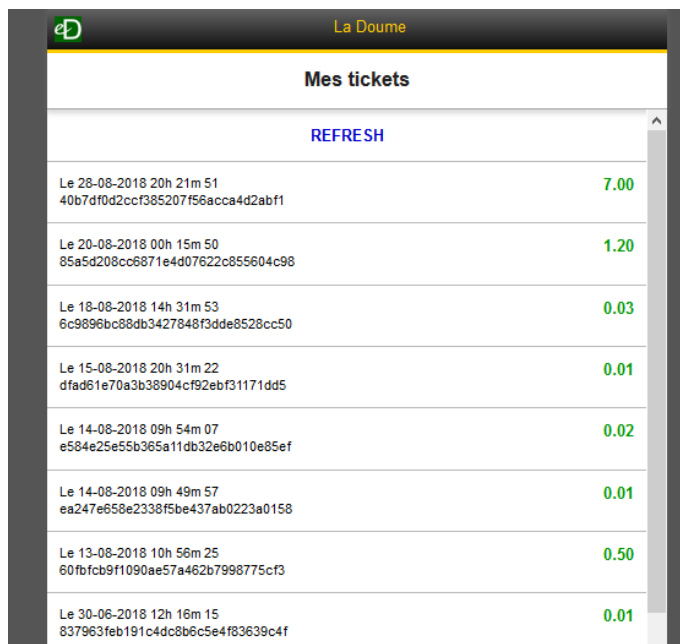 eD
La Doume
Mes tickets
REFRESH
Le 28-08-2018 20h 21m 51
7.00
40b7df0d2ccf385207f56acca4d2abf1
Le 20-08-2018 00h 15m 50
1.20
85a5d208cc6871e4d07622c855604c98
Le 18-08-2018 14h 31m 53
0.03
6c9896bc88db3427848f3dde8528cc50
Le 15-08-2018 20h 31m 22
0.01
dfad61e70a3b38904cf92ebf31171dd5
Le 14-08-2018 09h 54m 07
0.02
e584e25e55b365a11db32e6b010e85ef
Le 14-08-2018 09h 49m 57
0.01
ea247e658e2338f5be437ab0223a0158
Le 13-08-2018 10h 56m 25
0.50
60fbfcb9f1090ae57a462b7998775cf3
Le 30-06-2018 12h 16m 15
0.01
837963feb191c4dc8b6c5e4f83639c4f